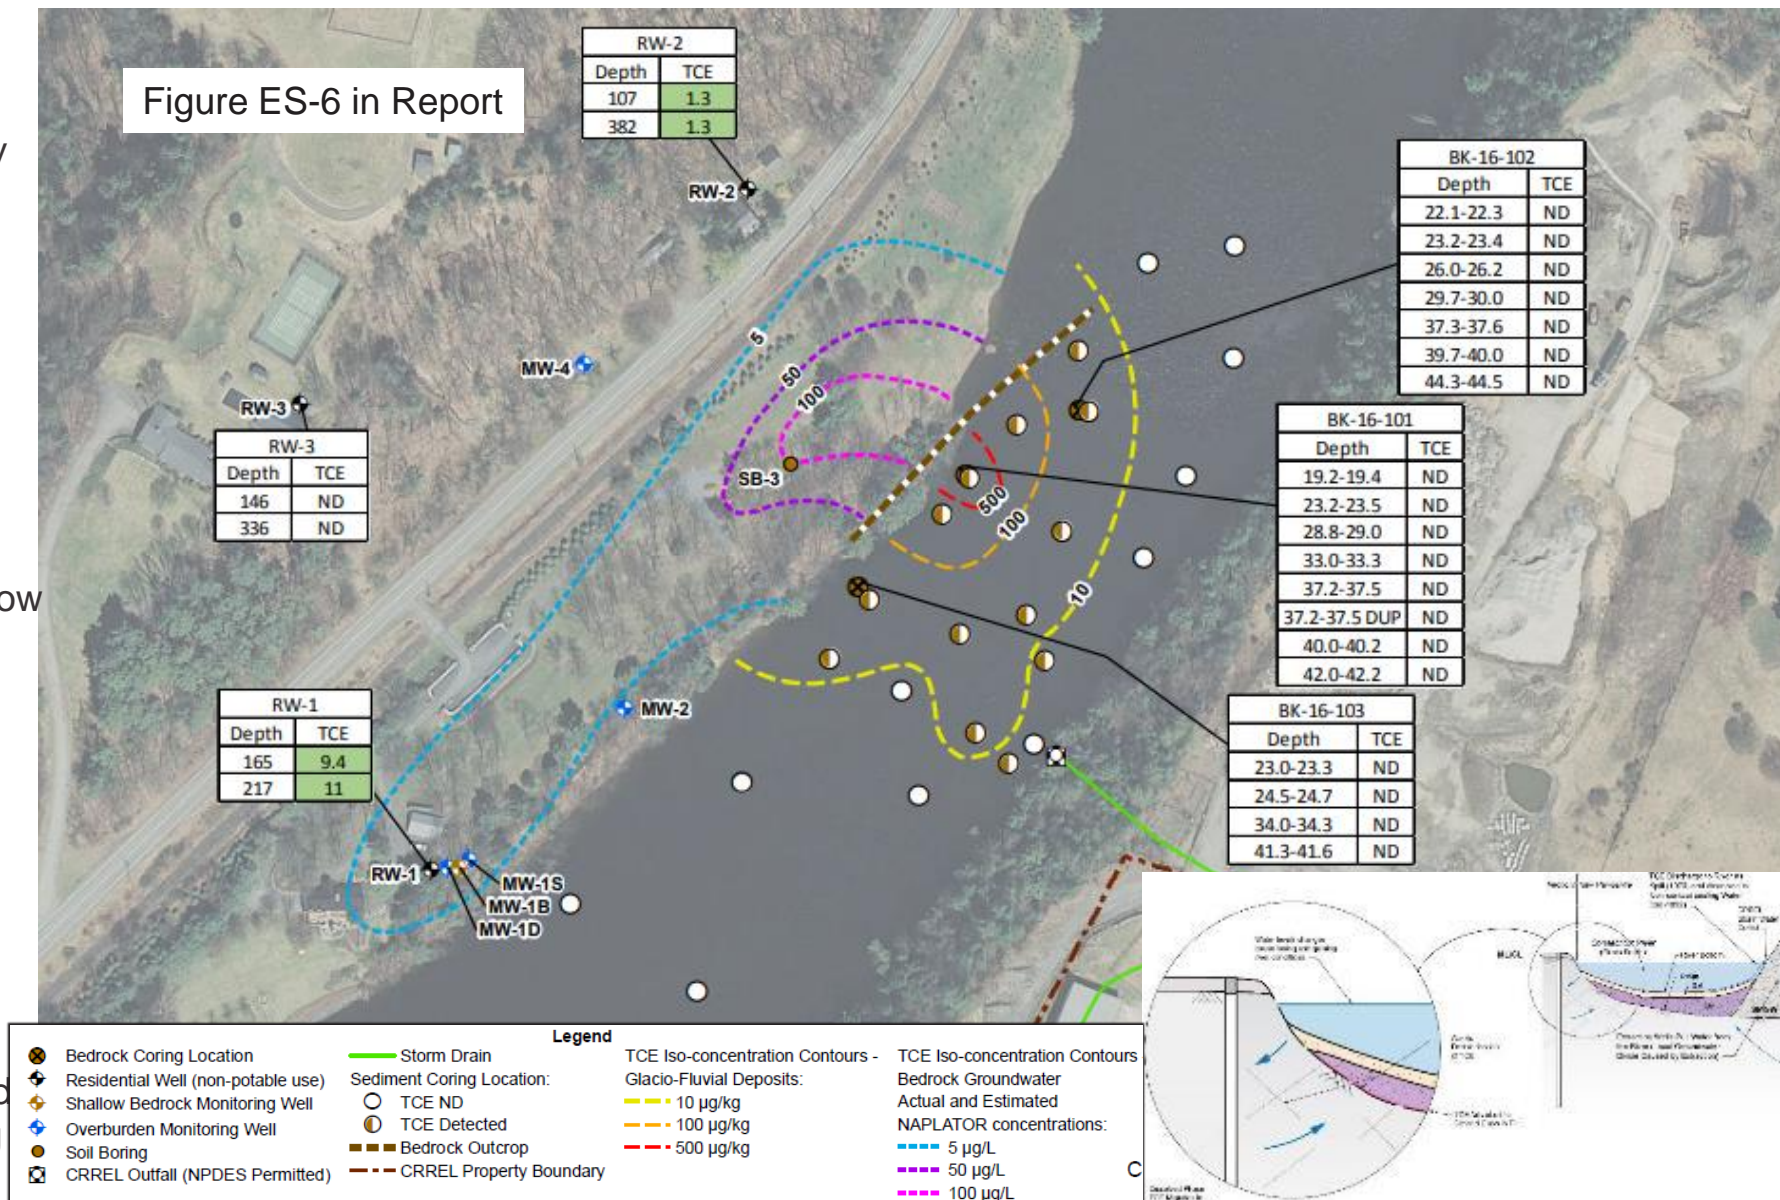 Figure ES-6 in Report
RW-2
Depth TCE
107 1.3
382 1.3
RW-2
BK-16-102
Depth TCE
22.1-22.3 ND
23.2-23.4 ND
26.0-26.2 ND
29.7-30.0 ND
37.3-37.6 ND
39.7-40.0 ND
44.3-44.5 ND
5
MW-4
50
100
RW-3
RW-3
Depth TCE
146 ND
336 ND
SB-3
BK-16-101
Depth TCE
19.2-19.4 ND
23.2-23.5 ND
28.8-29.0 ND
33.0-33.3 ND
37.2-37.5 ND
37.2-37.5 DUP ND
40.0-40.2 ND
42.0-42.2 ND
500
100
10
ow
MW-2
RW-1
Depth TCE
165 9.4
217 11
BK-16-103
Depth TCE
23.0-23.3 ND
24.5-24.7 ND
34.0-34.3 ND
41.3-41.6 ND
RW-1
MW-1S
MW-1B
MW-1D
Legend
Bedrock Coring Location
Residential Well (non-potable use)
Shallow Bedrock Monitoring Well
Overburden Monitoring Well
Soil Boring
CRREL Outfall (NPDES Permitted)
Storm Drain
Sediment Coring Location:
TCE ND
TCE Detected
Bedrock Outcrop
CRREL Property Boundary
TCE Iso-concentration Contours -
Glacio-Fluvial Deposits:
10 µg/kg
100 µg/kg
500 µg/kg
TCE Iso-concentration Contours
Bedrock Groundwater
Actual and Estimated
NAPLATOR concentrations:
5 µg/L
50 µg/L
100 µg/L
C